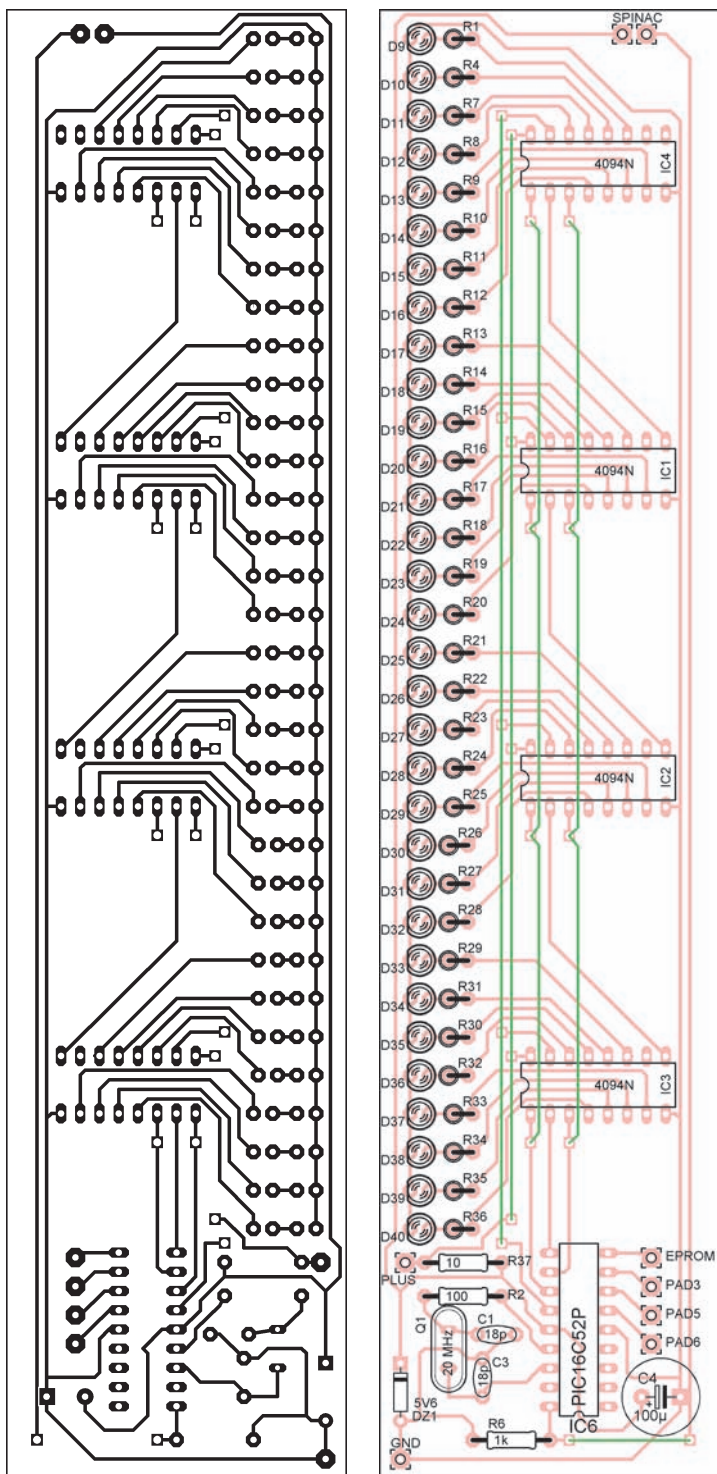 SPINAC
D9 R1
D10 R4
D11 R7
D12 R8
4094N IC4
D13 R9
D14 R10
D15 R11
D16 R12
D17 R13
D18 R14
D19 R15
D20 R16
4094N IC1
D21 R17
D22 R18
D23 R19
D24 R20
D25 R21
D26 R22
D27 R23
D28 R24
4094N IC2
D29 R25
D30 R26
D31 R27
D32 R28
D33 R29
D34 R31
D35 R30
D36 R32
4094N IC3
D37 R33
D38 R34
D39 R35
D40 R36
PLUS 10 R37
EPROM
100 R2
PAD3
Q1 20 MHz
C1 18p
PAD5
PAD6
C3 18p
PIC16C52P
IC6
5V6
DZ1
C4
+
100µ
R6
1k
GND